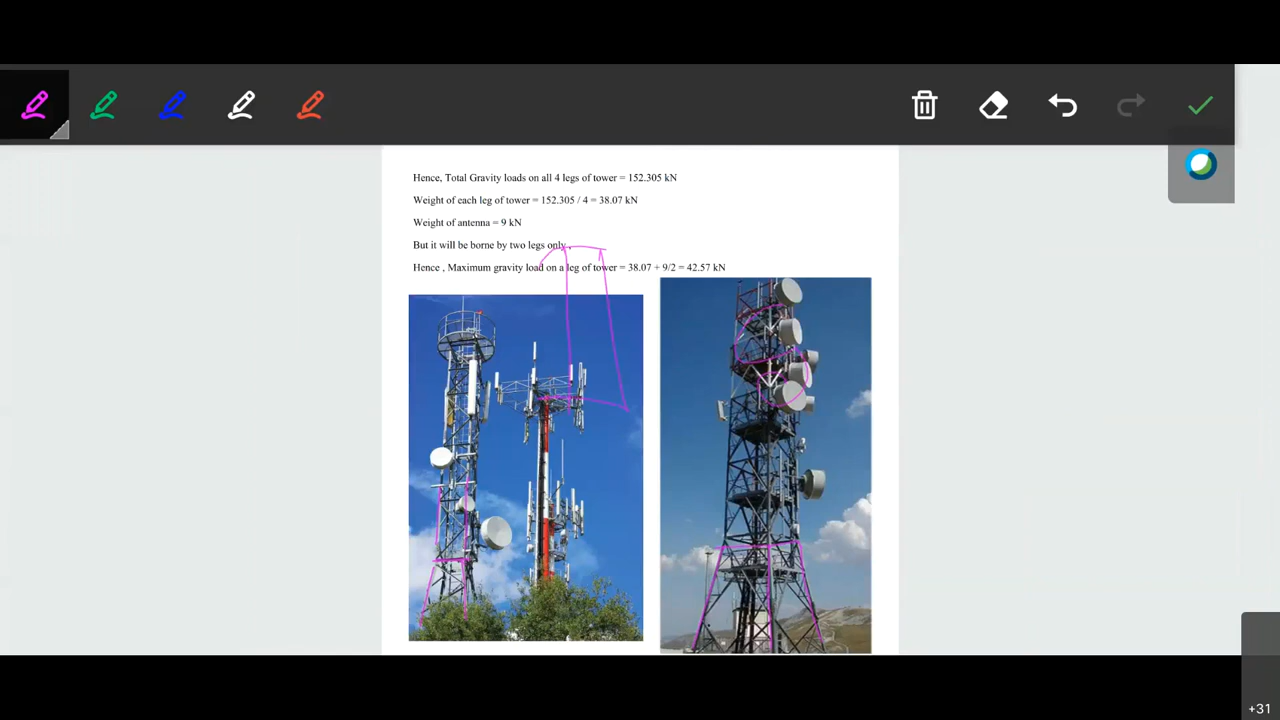 Hence, Total Gravity loads on all 4 legs of tower = 152.305 kN
Weight of each leg of tower = 152.305 / 4 = 38.07 kN
Weight of antenna = 9 kN
But it will be borne by two legs only ,
Hence , Maximum gravity load on a leg of tower = 38.07 + 9/2 = 42.57 kN
+31